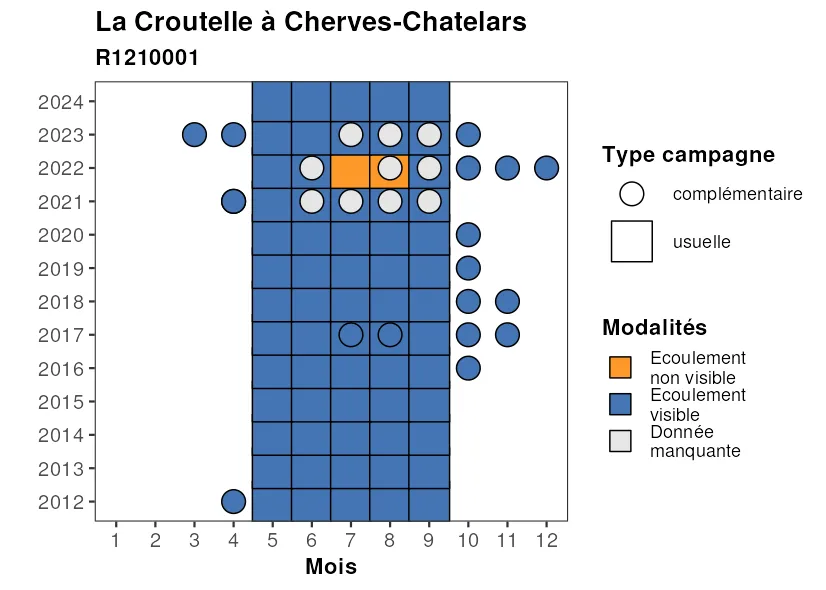 La Croutelle à Cherves-Chatelars
R1210001
2024
2023
2022
2021
2020
2019
2018
2017
2016
2015
2014
2013
2012
1 2 3 4 5 6 7 8 9 10 11 12
Mois
Type campagne
complémentaire
usuelle
Modalités
Ecoulement
non visible
Ecoulement
visible
Donnée
manquante